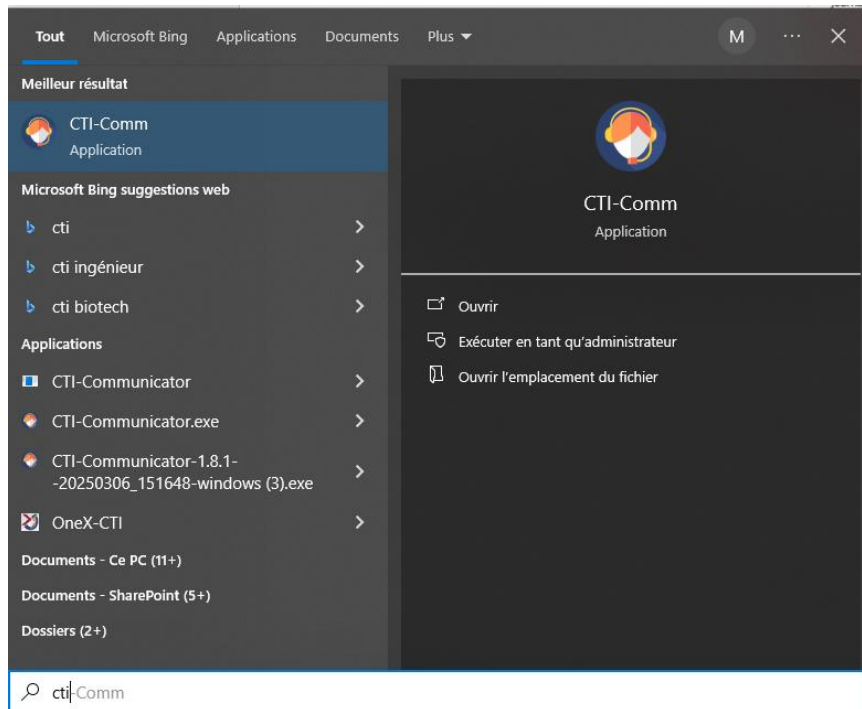 Tout Microsoft Bing Applications Documents Plus M ...
Meilleur résultat
CTI-Comm
Application
Microsoft Bing suggestions web
cti
cti ingénieur
cti biotech
Applications
CTI-Communicator
CTI-Communicator.exe
CTI-Communicator-1.8.1-
-20250306_151648-windows (3).exe
OneX-CTI
Documents - Ce PC (11+)
Documents - SharePoint (5+)
Dossiers (2+)
CTI-Comm
Application
Ouvrir
Exécuter en tant qu'administrateur
Ouvrir l'emplacement du fichier
cti-Comm